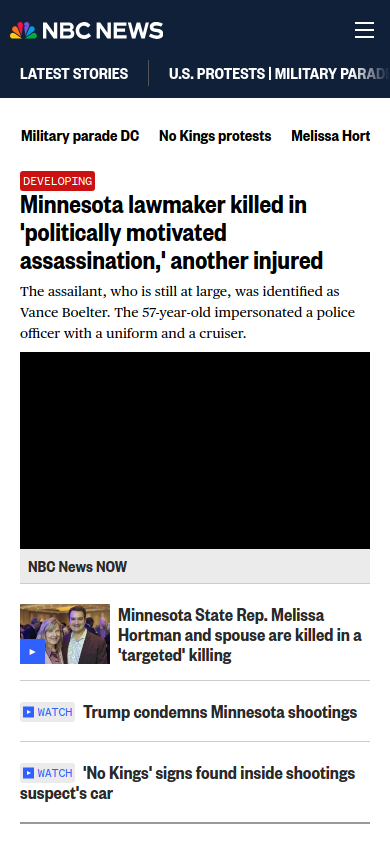 NBC NEWS
LATEST STORIES
U.S. PROTESTS | MILITARY PARAD
Military parade DC
No Kings protests
Melissa Hort
DEVELOPING
Minnesota lawmaker killed in
'politically motivated
assassination,' another injured
The assailant, who is still at large, was identified as
Vance Boelter. The 57-year-old impersonated a police
officer with a uniform and a cruiser.
NBC News NOW
Minnesota State Rep. Melissa
Hortman and spouse are killed in a
'targeted' killing
WATCH Trump condemns Minnesota shootings
WATCH 'No Kings' signs found inside shootings
suspect's car